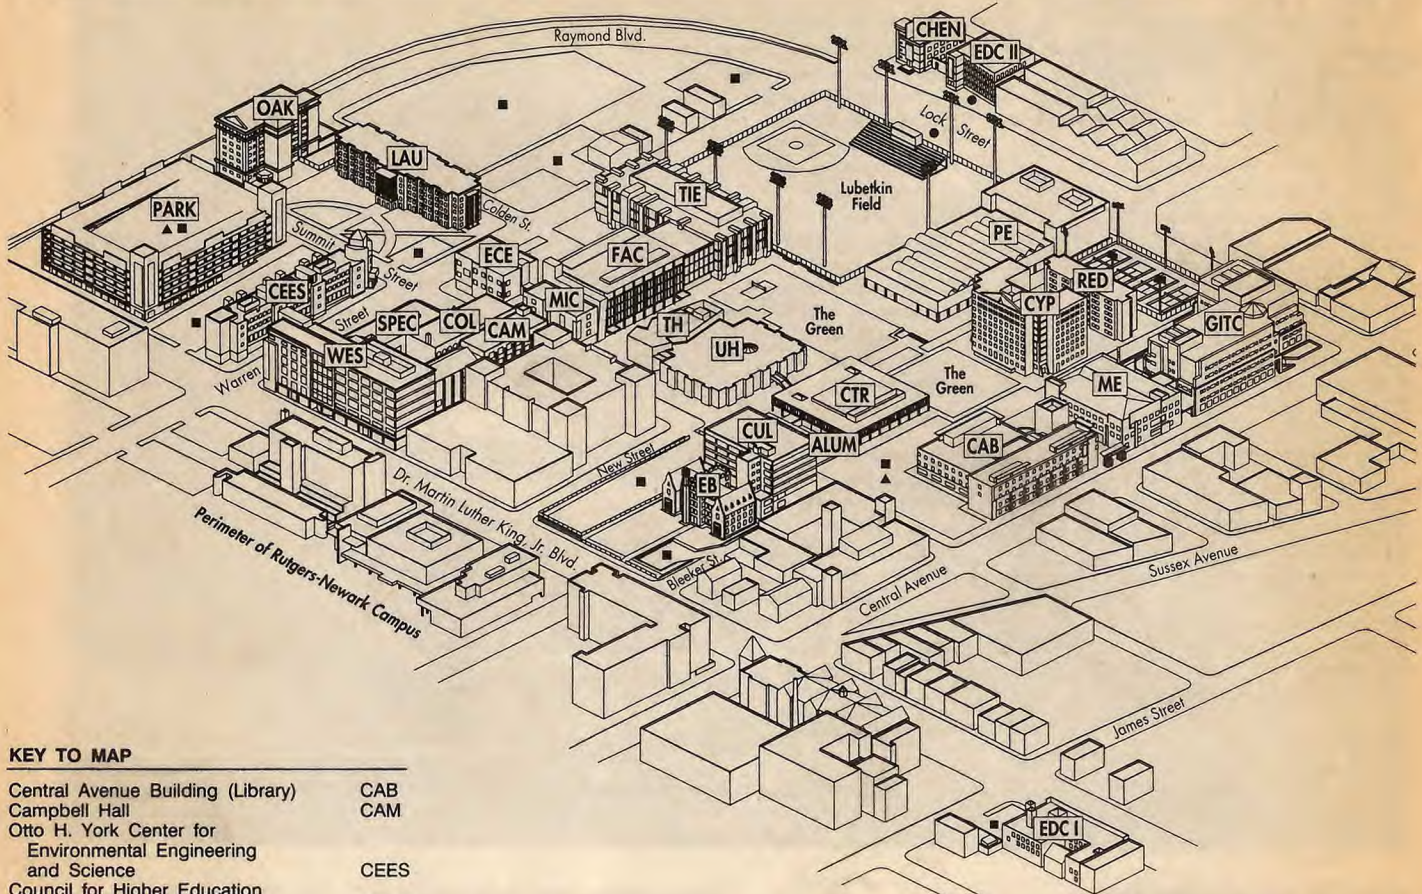 Raymond Blvd.
CHEN
EDC II
OAK
Lock Street
LAU
TIE
Lubetkin
Field
PARK
Colden St.
Summit
Street
ECE
FAC
PE
RED
CEES
MIC
CYP
GITC
Street
SPEC
COL
CAM
TH
The
Green
UH
WES
Warren
The
Green
CTR
ME
CUL
ALUM
CAB
New Street
EB
Dr. Martin Luther King, Jr. Blvd.
Perimeter of Rutgers-Newark Campus
Bleeker St.
Central Avenue
Sussex Avenue
James Street
EDC I
KEY TO MAP
Central Avenue Building (Library) CAB
Campbell Hall CAM
Otto H. York Center for
Environmental Engineering
and Science CEES
Council for Higher Education